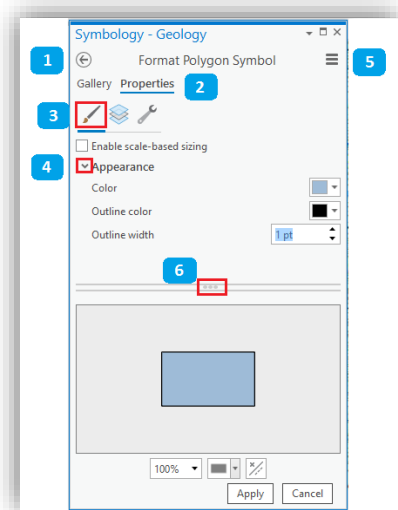 Symbology - Geology
1
Format Polygon Symbol
5
Gallery Properties
2
3
Enable scale-based sizing
4
Appearance
Color
Outline color
Outline width
1 pt
6
100%
Apply
Cancel